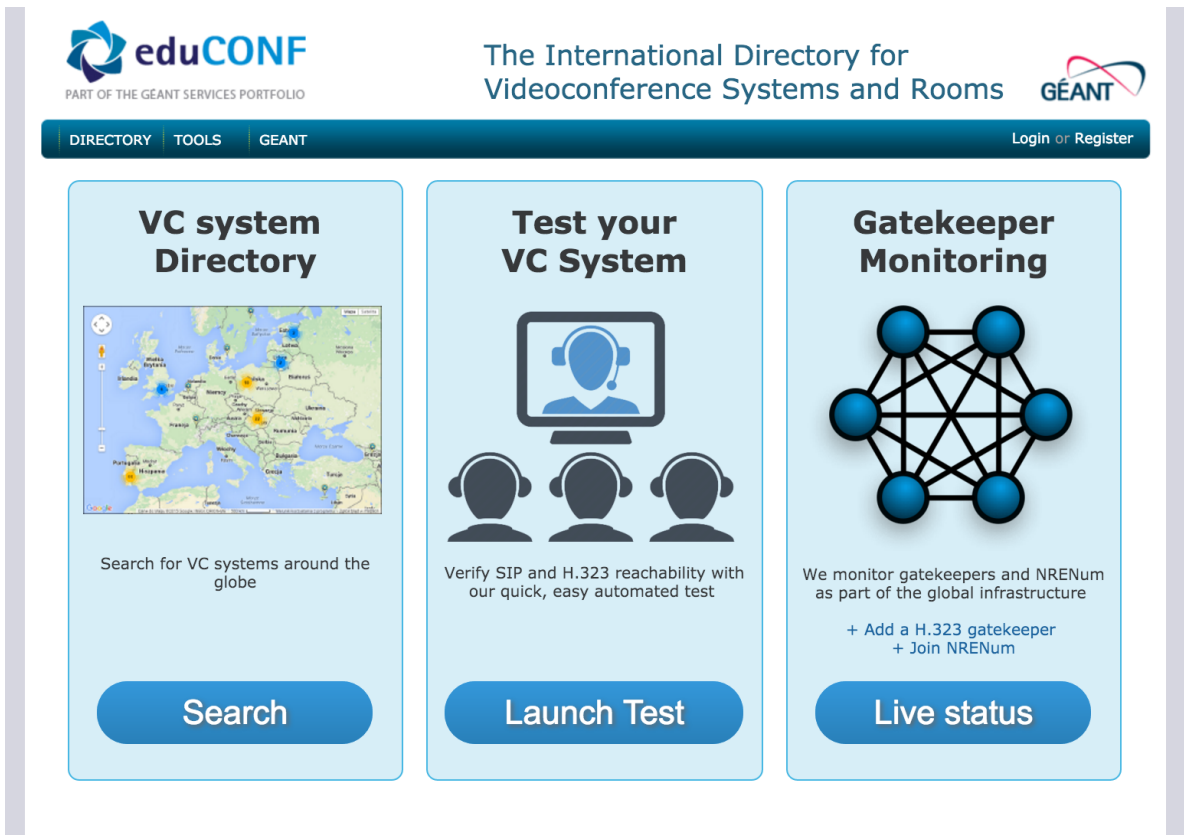 eduCONF
PART OF THE GÉANT SERVICES PORTFOLIO
The International Directory for
Videoconference Systems and Rooms
GÉANT
DIRECTORY TOOLS GEANT
Login or Register
VC system
Directory
Search for VC systems around the
globe
Search
Test your
VC System
Verify SIP and H.323 reachability with
our quick, easy automated test
Launch Test
Gatekeeper
Monitoring
We monitor gatekeepers and NRENum
as part of the global infrastructure
+ Add a H.323 gatekeeper
+ Join NRENum
Live status